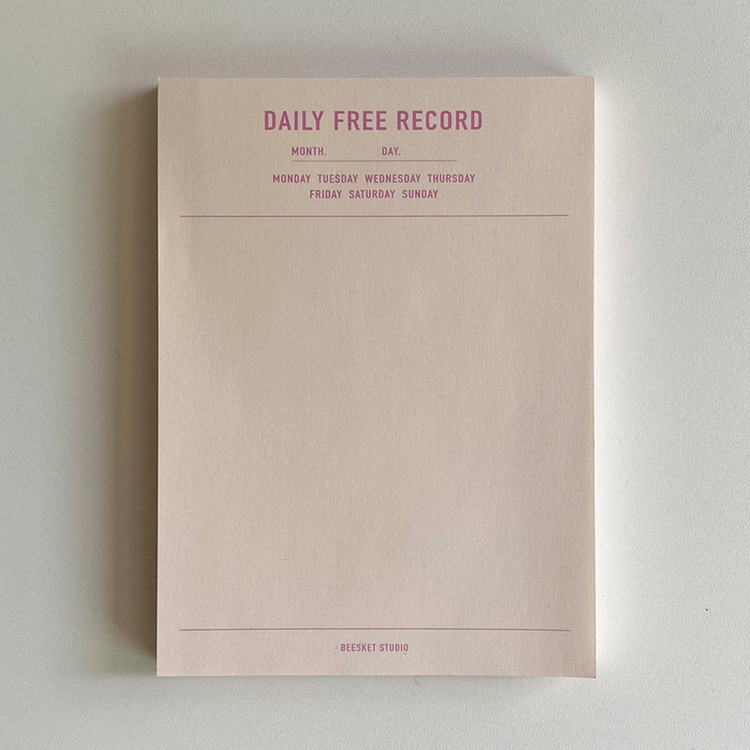 DAILY FREE RECORD
MONTH. DAY.
MONDAY TUESDAY WEDNESDAY THURSDAY
FRIDAY SATURDAY SUNDAY
BEESKET STUDIO